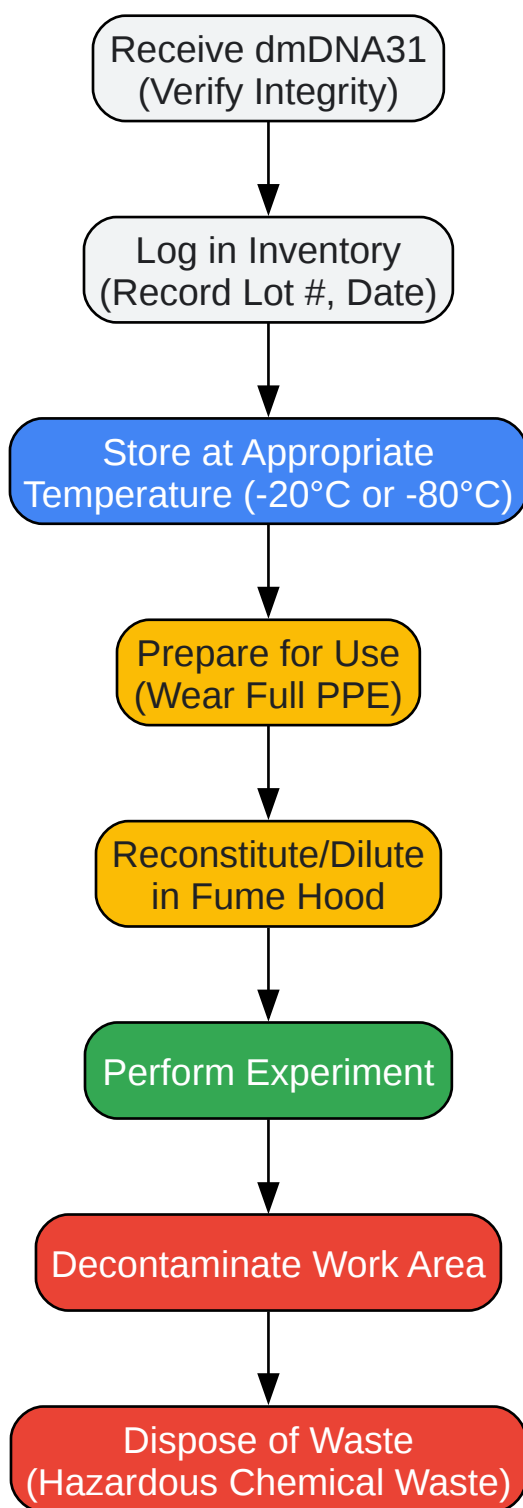 Receive dmDNA31
(Verify Integrity)
Log in Inventory
(Record Lot #, Date)
Store at Appropriate
Temperature (-20°C or -80°C)
Prepare for Use
(Wear Full PPE)
Reconstitute/Dilute
in Fume Hood
Perform Experiment
Decontaminate Work Area
Dispose of Waste
(Hazardous Chemical Waste)